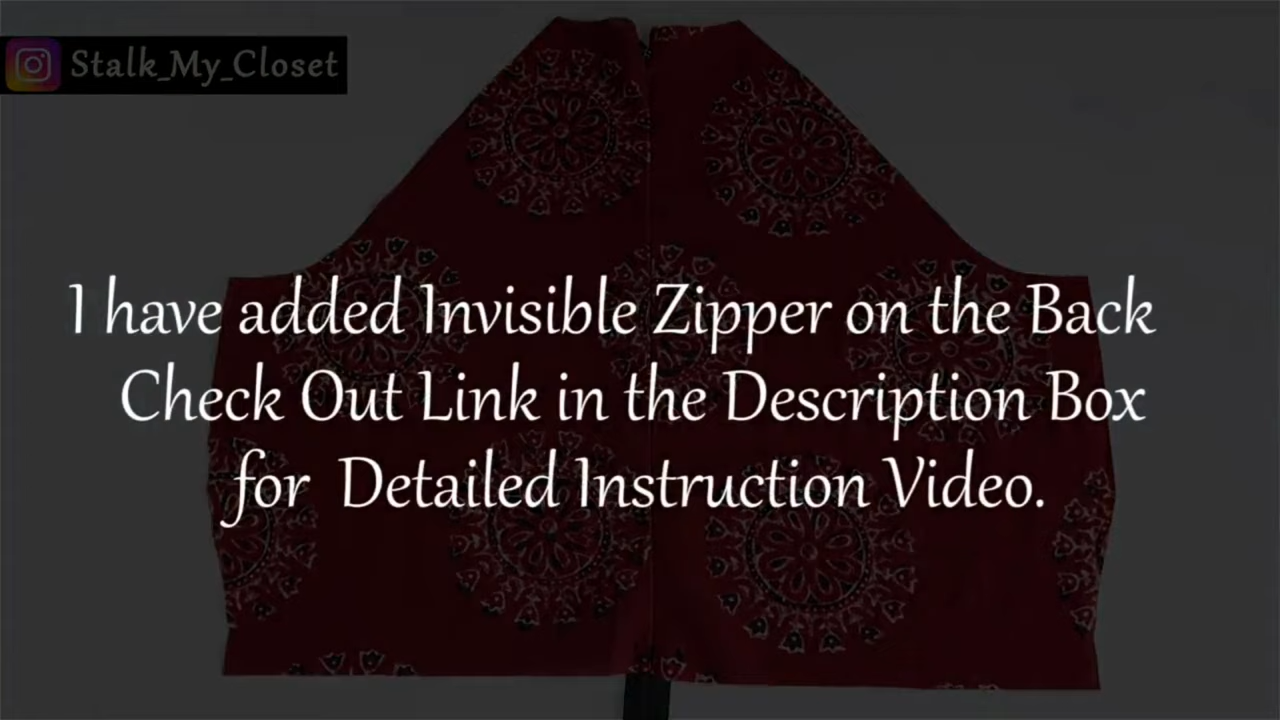 Stalk_My_Closet
I have added Invisible Zipper on the Back
Check Out Link in the Description Box
for Detailed Instruction Video.